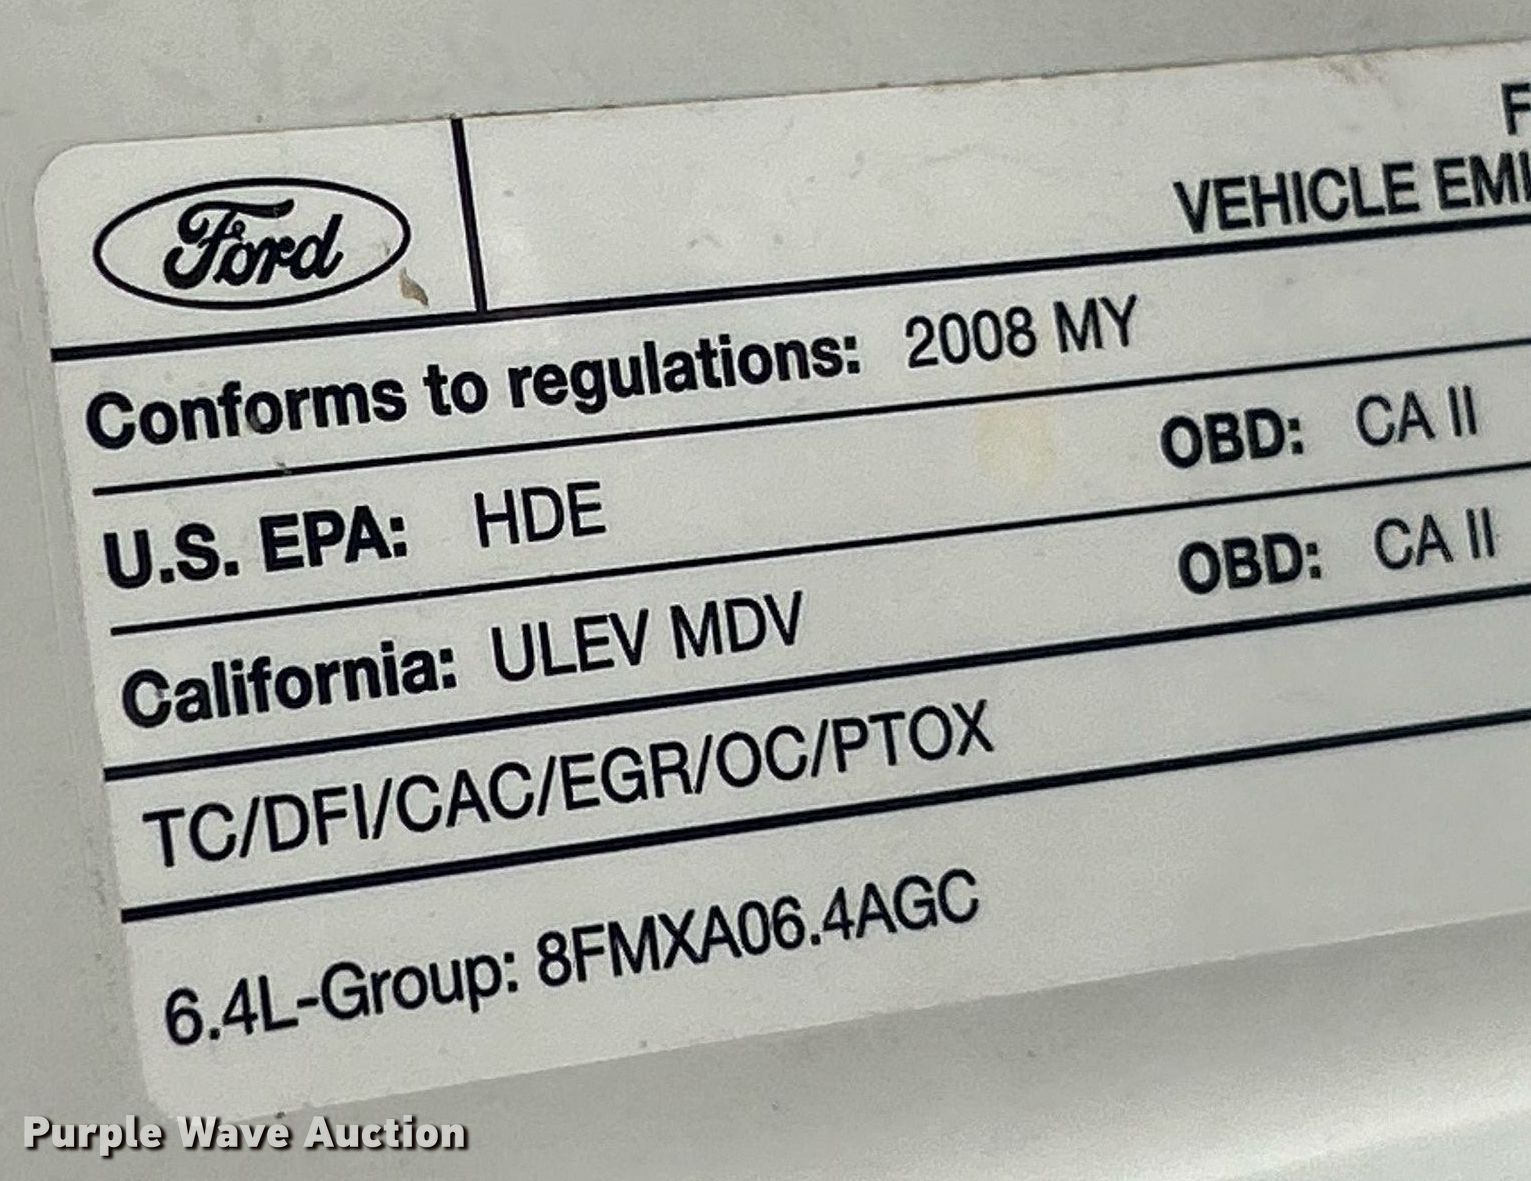 Ford
F
VEHICLE EMI
Conforms to regulations: 2008 MY
U.S. EPA: HDE OBD: CA II
California: ULEV MDV OBD: CA II
TC/DFI/CAC/EGR/OC/PTOX
6.4L-Group: 8FMXA06.4AGC
Purple Wave Auction